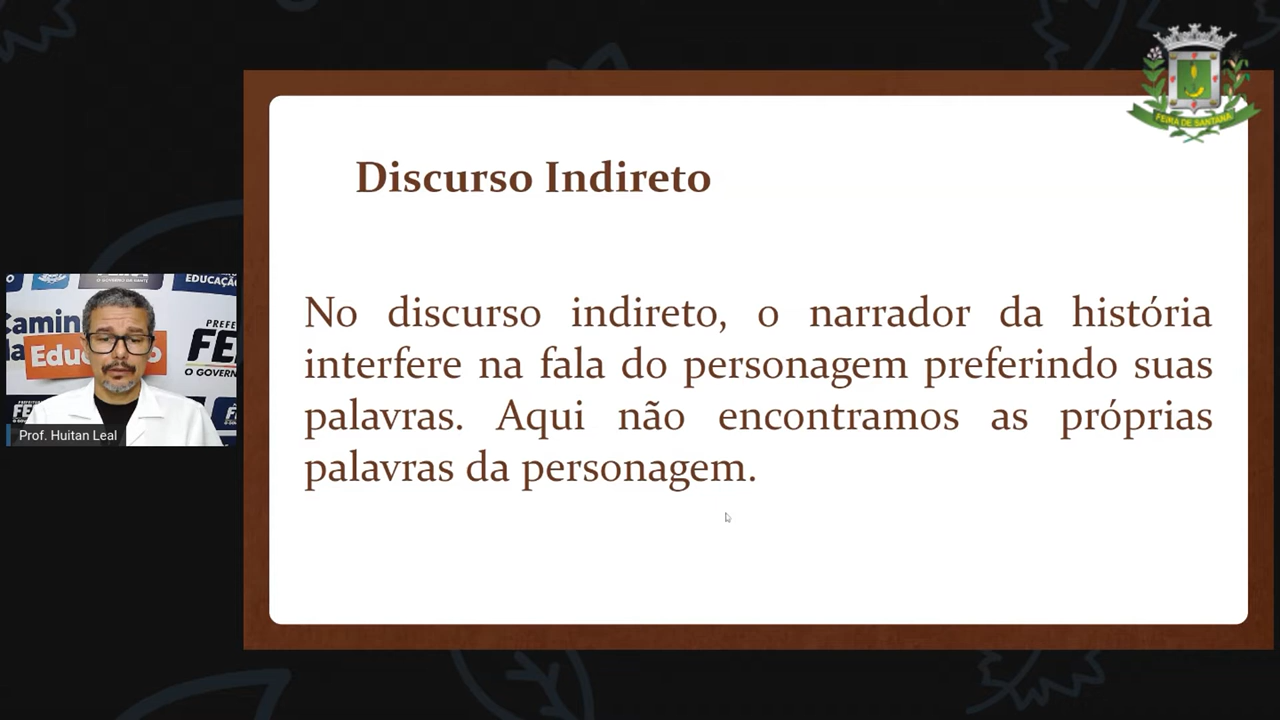 FEIRA DE SANTANA
Discurso Indireto
No discurso indireto, o narrador da história
interfere na fala do personagem preferindo suas
palavras. Aqui não encontramos as próprias
palavras da personagem.
EDUCAÇÃO
O GOVERNO
Prof. Huitan Leal